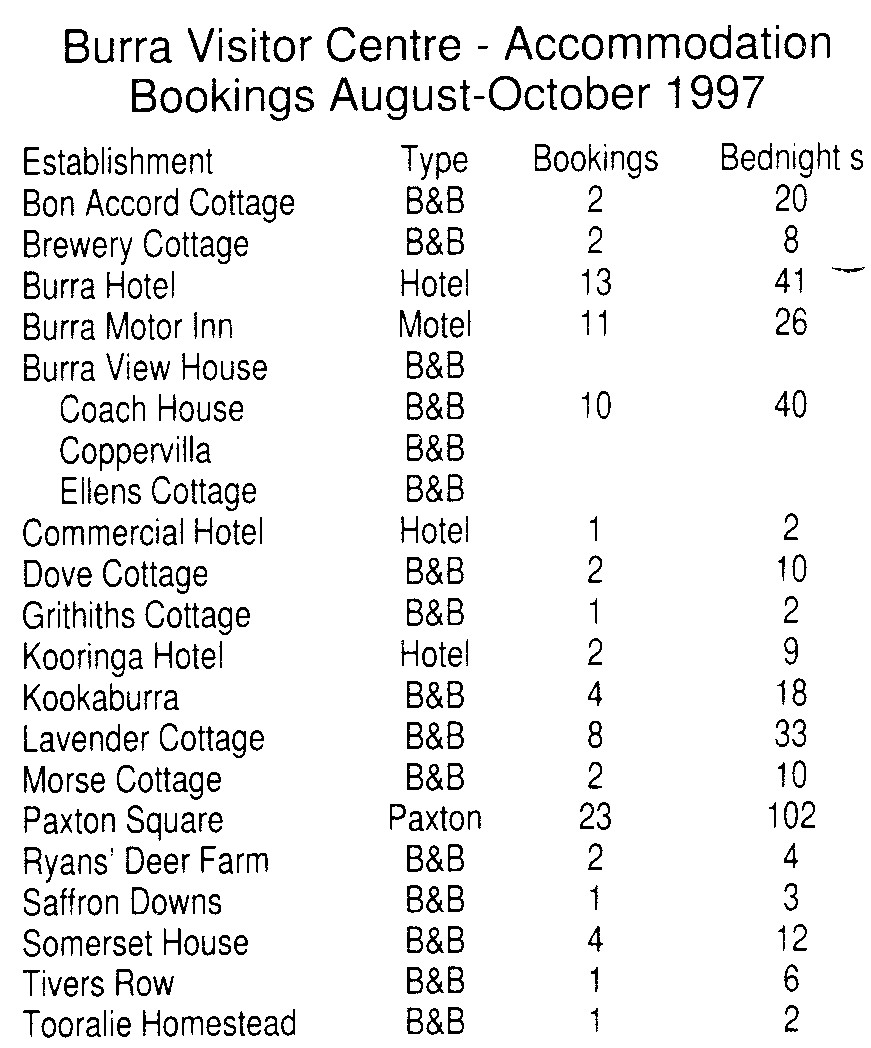 Burra Visitor Centre - Accommodation
Bookings August-October 1997
Establishment Type Bookings Bednight s
Bon Accord Cottage B&B 2 20
Brewery Cottage B&B 2 8
Burra Hotel Hotel 13 41
Burra Motor Inn Motel 11 26
Burra View House B&B
Coach House B&B 10 40
Coppervilla B&B
Ellens Cottage B&B
Commercial Hotel Hotel 1 2
Dove Cottage B&B 2 10
Grithiths Cottage B&B 1 2
Kooringa Hotel Hotel 2 9
Kookaburra B&B 4 18
Lavender Cottage B&B 8 33
Morse Cottage B&B 2 10
Paxton Square Paxton 23 102
Ryans' Deer Farm B&B 2 4
Saffron Downs B&B 1 3
Somerset House B&B 4 12
Tivers Row B&B 1 6
Tooralie Homestead B&B 1 2